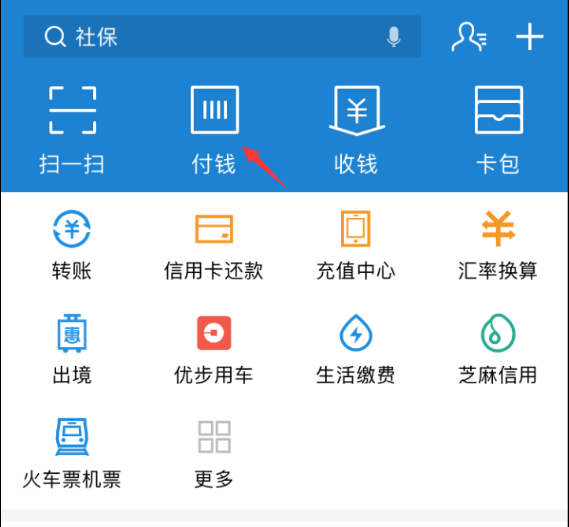 社保
扫一扫 付钱 收钱 卡包
转账 信用卡还款 充值中心 汇率换算
惠
出境 优步用车 生活缴费 芝麻信用
火车票机票 更多